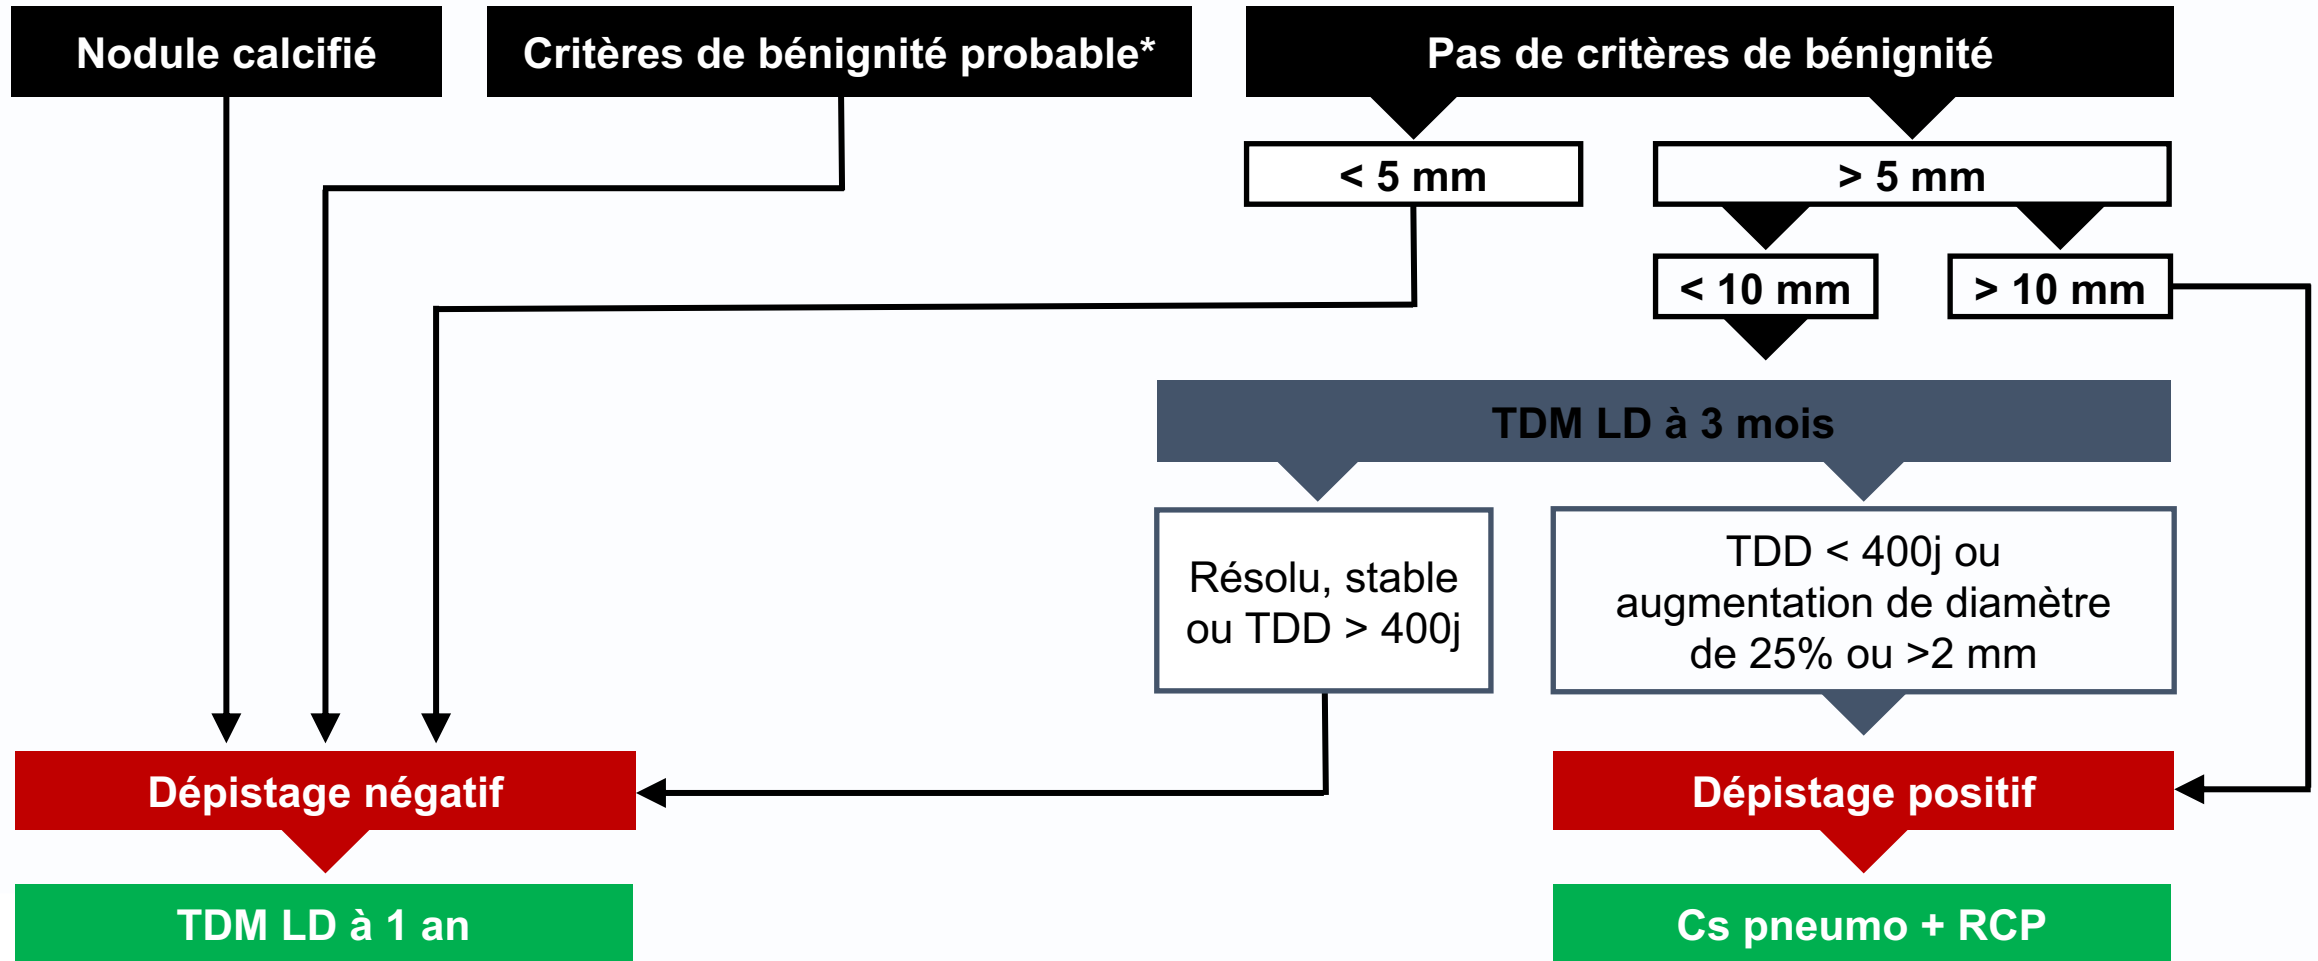 Nodule calcifié
Critères de bénignité probable*
Pas de critères de bénignité
< 5 mm
> 5 mm
< 10 mm
> 10 mm
TDM LD à 3 mois
Résolu, stable
ou TDD > 400j
TDD < 400j ou
augmentation de diamètre
de 25% ou >2 mm
Dépistage négatif
Dépistage positif
TDM LD à 1 an
Cs pneumo + RCP